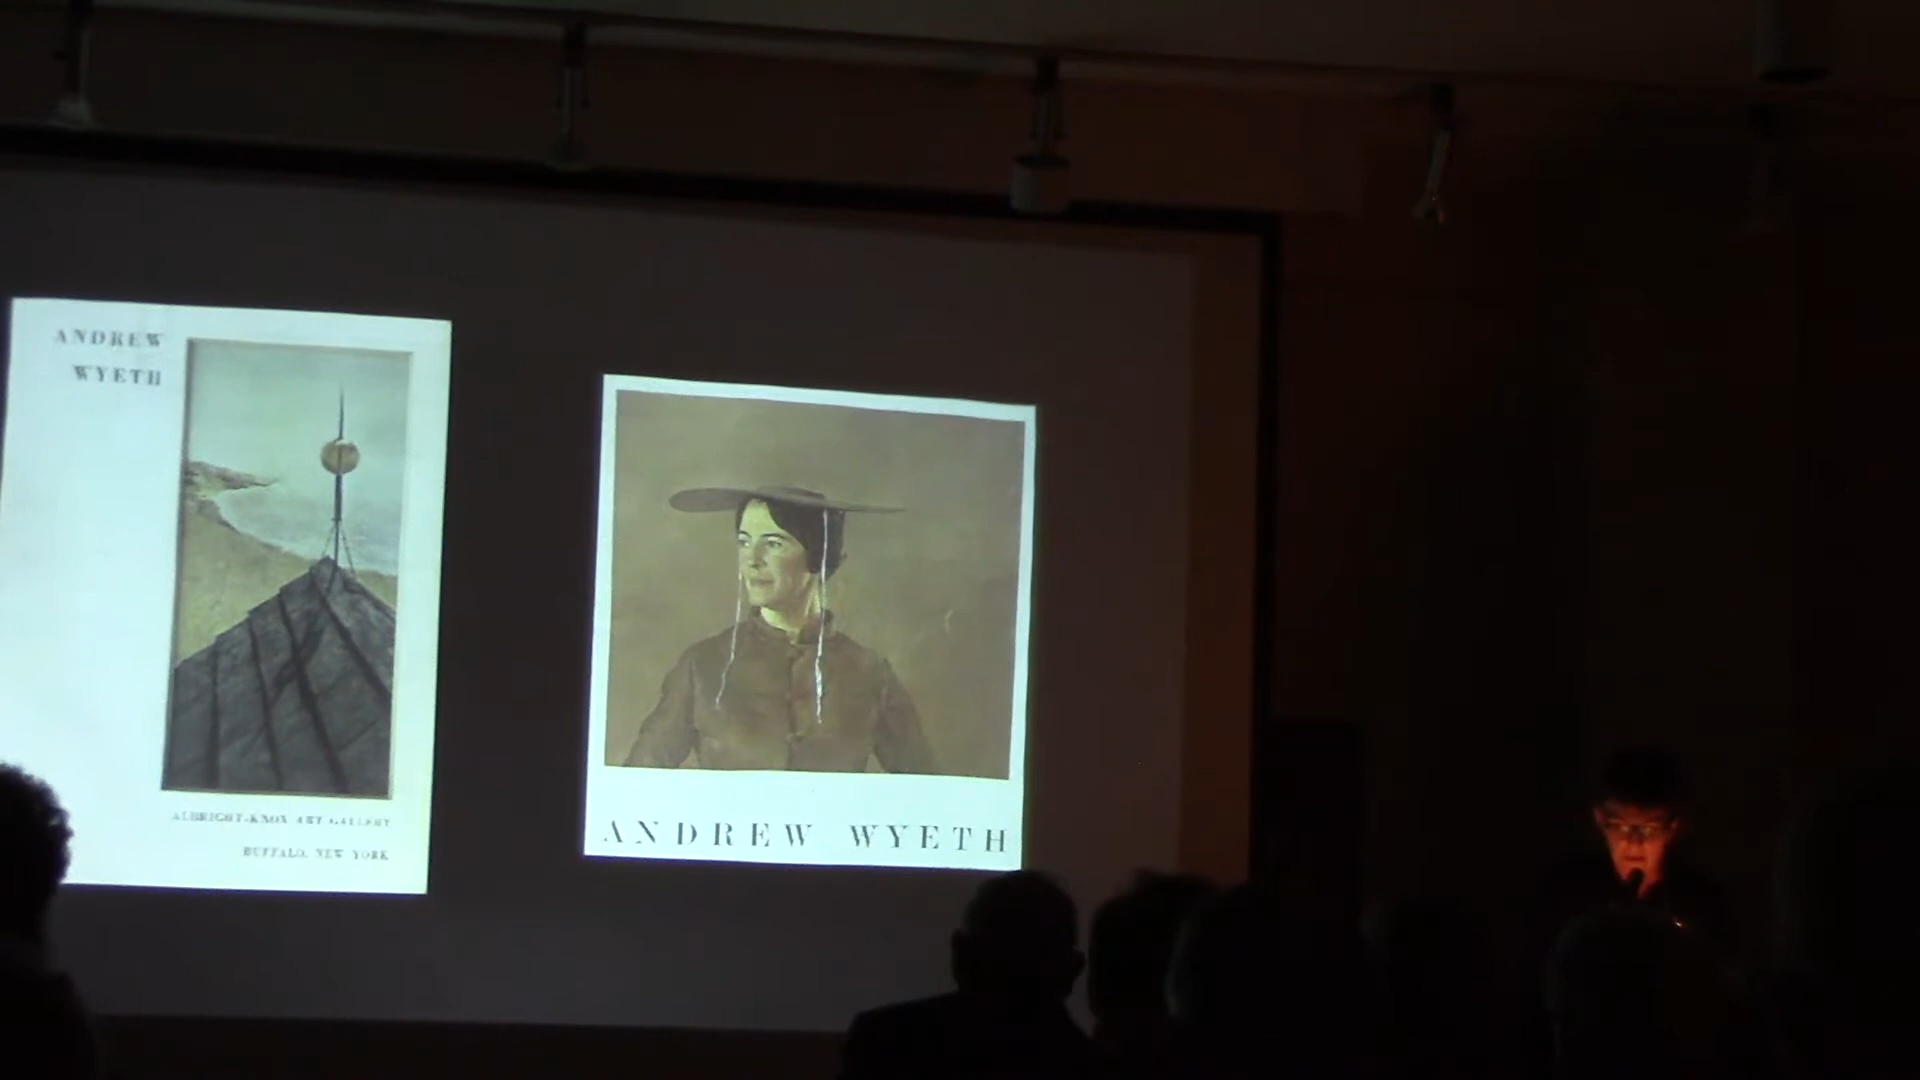 ANDREW
WYETH
ALBRIGHT-KNOX ART GALLERY
BUFFALO, NEW YORK
ANDREW WYETH